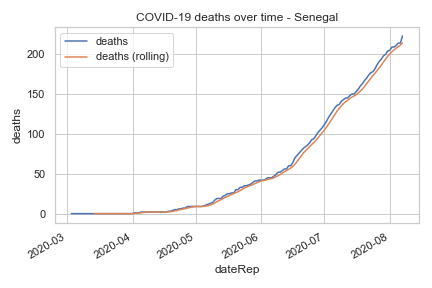 COVID-19 deaths over time - Senegal
deaths
deaths (rolling)
deaths
200
150
100
50
0
2020-03
2020-04
2020-05
2020-06
2020-07
2020-08
dateRep